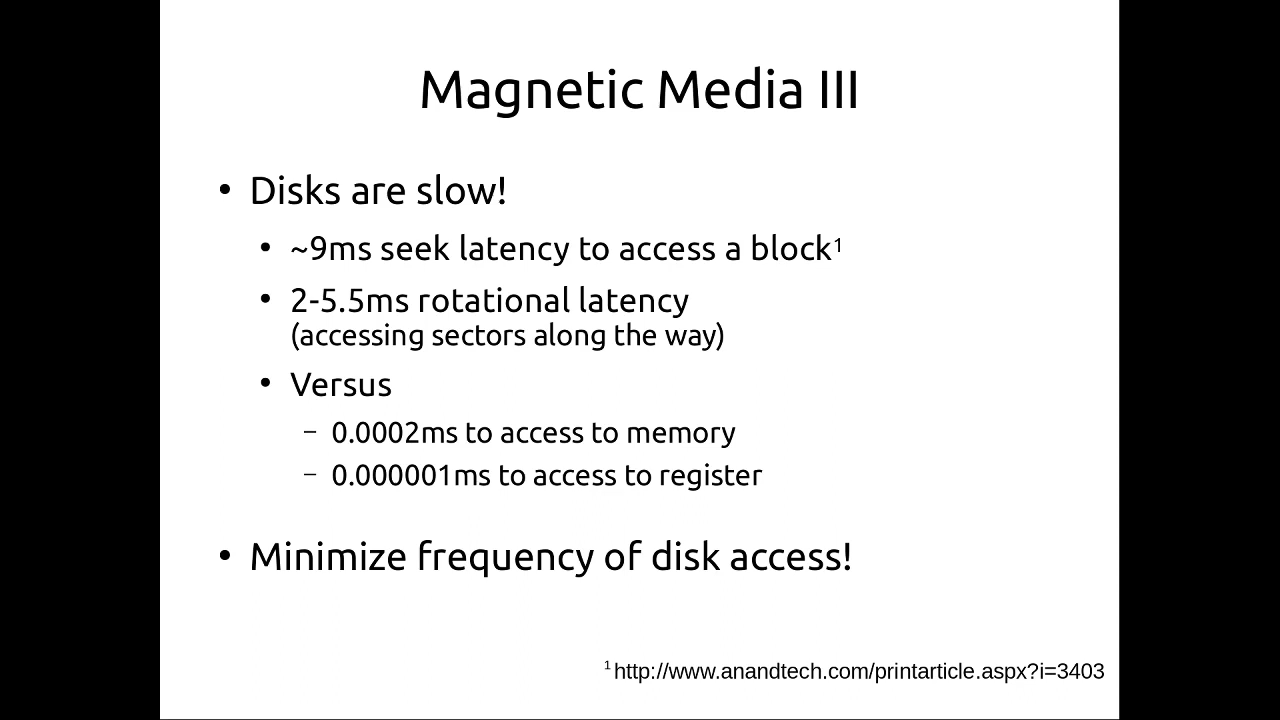 Magnetic Media III
• Disks are slow!
• ~9ms seek latency to access a block¹
• 2-5.5ms rotational latency
(accessing sectors along the way)
• Versus
– 0.0002ms to access to memory
– 0.000001ms to access to register
• Minimize frequency of disk access!
¹ http://www.anandtech.com/printarticle.aspx?i=3403